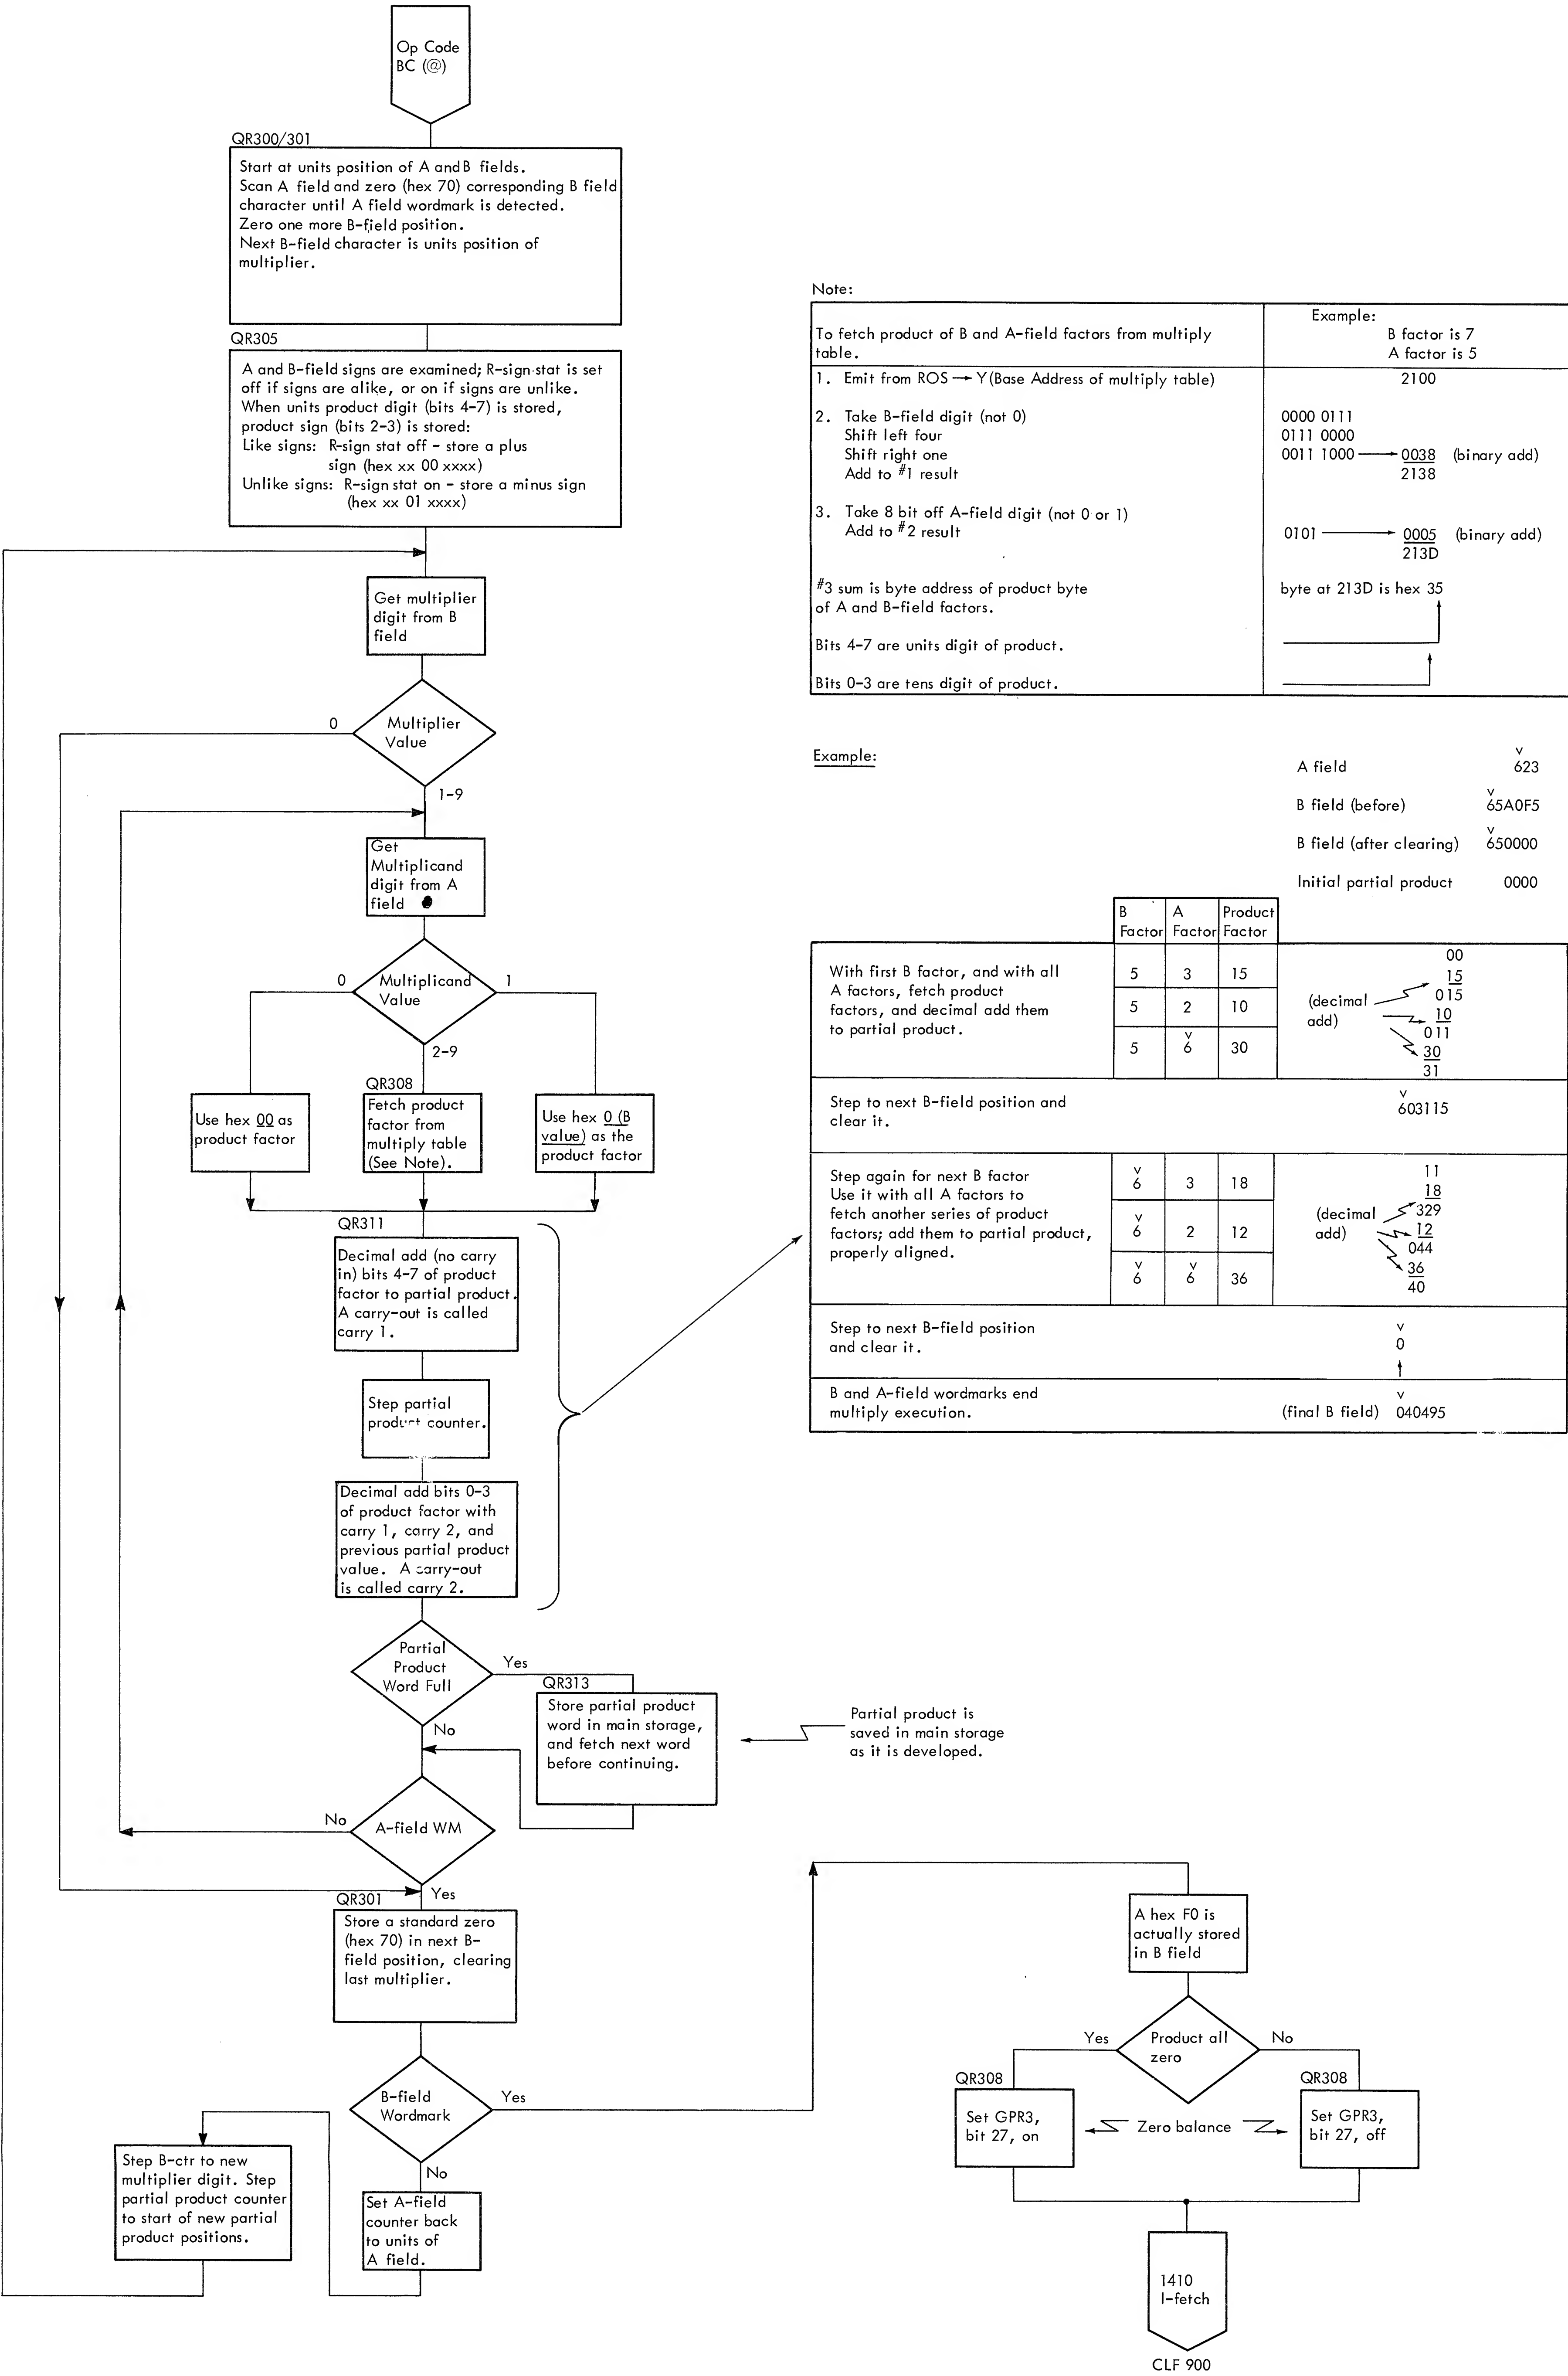 Op Code
BC (@)
QR300/301
Start at units position of A and B fields.
Scan A field and zero (hex 70) corresponding B field
character until A field wordmark is detected.
Zero one more B-field position.
Next B-field character is units position of
multiplier.
QR305
A and B-field signs are examined; R-sign stat is set
off if signs are alike, or on if signs are unlike.
When units product digit (bits 4-7) is stored,
product sign (bits 2-3) is stored:
Like signs: R-sign stat off - store a plus
sign (hex xx 00 xxxx)
Unlike signs: R-sign stat on - store a minus sign
(hex xx 01 xxxx)
Get multiplier
digit from B
field
Multiplier
Value
0
1-9
Get
Multiplicand
digit from A
field
Multiplicand
Value
0
1
2-9
Use hex 00 as
product factor
QR308
Fetch product
factor from
multiply table
(See Note).
Use hex 0 (B
value) as the
product factor
QR311
Decimal add (no carry
in) bits 4-7 of product
factor to partial product.
A carry-out is called
carry 1.
Step partial
product counter.
Decimal add bits 0-3
of product factor with
carry 1, carry 2, and
previous partial product
value. A carry-out
is called carry 2.
Partial
Product
Word Full
Yes
No
QR313
Store partial product
word in main storage,
and fetch next word
before continuing.
Partial product is
saved in main storage
as it is developed.
A-field WM
No
Yes
QR301
Store a standard zero
(hex 70) in next B-
field position, clearing
last multiplier.
B-field
Wordmark
Yes
No
Set A-field
counter back
to units of
A field.
Step B-ctr to new
multiplier digit. Step
partial product counter
to start of new partial
product positions.
Note:
To fetch product of B and A-field factors from multiply
table.
Example:
B factor is 7
A factor is 5
1. Emit from ROS → Y (Base Address of multiply table)
2100
2. Take B-field digit (not 0)
0000 0111
Shift left four
0111 0000
Shift right one
0011 1000 → 0038 (binary add)
Add to #1 result
2138
3. Take 8 bit off A-field digit (not 0 or 1)
Add to #2 result
0101 → 0005 (binary add)
213D
#3 sum is byte address of product byte
of A and B-field factors.
byte at 213D is hex 35
Bits 4-7 are units digit of product.
Bits 0-3 are tens digit of product.
Example:
v
A field 623
v
B field (before) 65A0F5
v
B field (after clearing) 650000
Initial partial product 0000
B
Factor
A
Factor
Product
Factor
With first B factor, and with all
A factors, fetch product
factors, and decimal add them
to partial product.
5 3 15
5 2 10
v
5 6 30
(decimal
add)
00
15
015
10
011
30
31
Step to next B-field position and
clear it.
v
603115
Step again for next B factor
Use it with all A factors to
fetch another series of product
factors; add them to partial product,
properly aligned.
v
6 3 18
v
6 2 12
v v
6 6 36
(decimal
add)
11
18
329
12
044
36
40
Step to next B-field position
and clear it.
v
0
B and A-field wordmarks end
multiply execution.
v
(final B field) 040495
A hex F0 is
actually stored
in B field
Product all
zero
Yes
No
QR308
Set GPR3,
bit 27, on
Zero balance
QR308
Set GPR3,
bit 27, off
1410
I-fetch
CLF 900